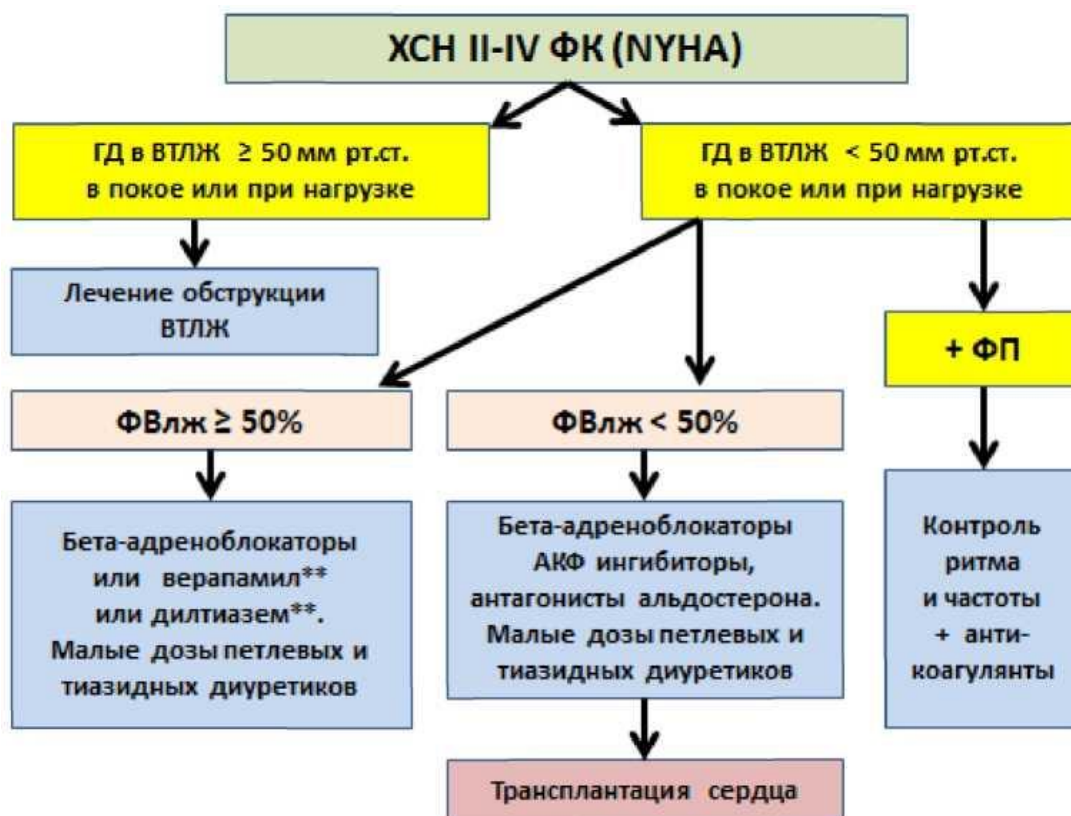 ХСН II-IV ФК (NYHA)
ГД в ВТЛЖ ≥ 50 мм рт.ст.
в покое или при нагрузке
ГД в ВТЛЖ < 50 мм рт.ст.
в покое или при нагрузке
Лечение обструкции
ВТЛЖ
+ ФП
ФВлж ≥ 50%
ФВлж < 50%
Бета-адреноблокаторы
или верапамил**
или дилтиазем**.
Малые дозы петлевых и
тиазидных диуретиков
Бета-адреноблокаторы
АКФ ингибиторы,
антагонисты альдостерона.
Малые дозы петлевых и
тиазидных диуретиков
Контроль
ритма
и частоты
+ анти-
коагулянты
Трансплантация сердца